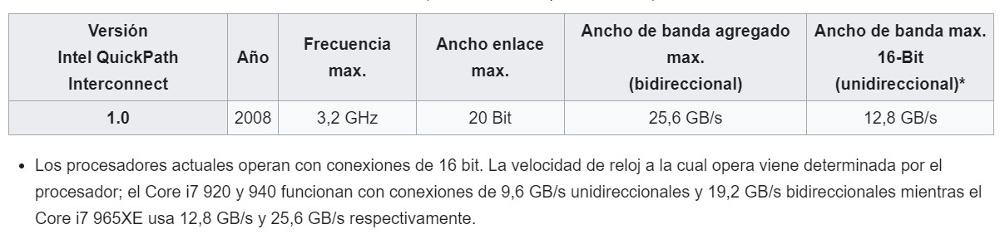 Versión
Intel QuickPath
Interconnect
Año
Frecuencia
max.
Ancho enlace
max.
Ancho de banda agregado
max.
(bidireccional)
Ancho de banda max.
16-Bit
(unidireccional)*
1.0
2008
3,2 GHz
20 Bit
25,6 GB/s
12,8 GB/s
• Los procesadores actuales operan con conexiones de 16 bit. La velocidad de reloj a la cual opera viene determinada por el
procesador; el Core i7 920 y 940 funcionan con conexiones de 9,6 GB/s unidireccionales y 19,2 GB/s bidireccionales mientras el
Core i7 965XE usa 12,8 GB/s y 25,6 GB/s respectivamente.